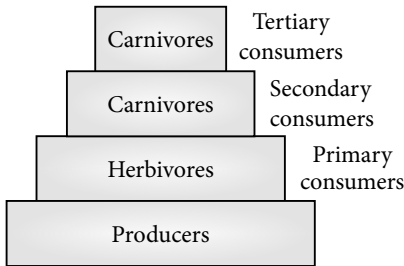 Carnivores
Tertiary
consumers
Carnivores
Secondary
consumers
Herbivores
Primary
consumers
Producers